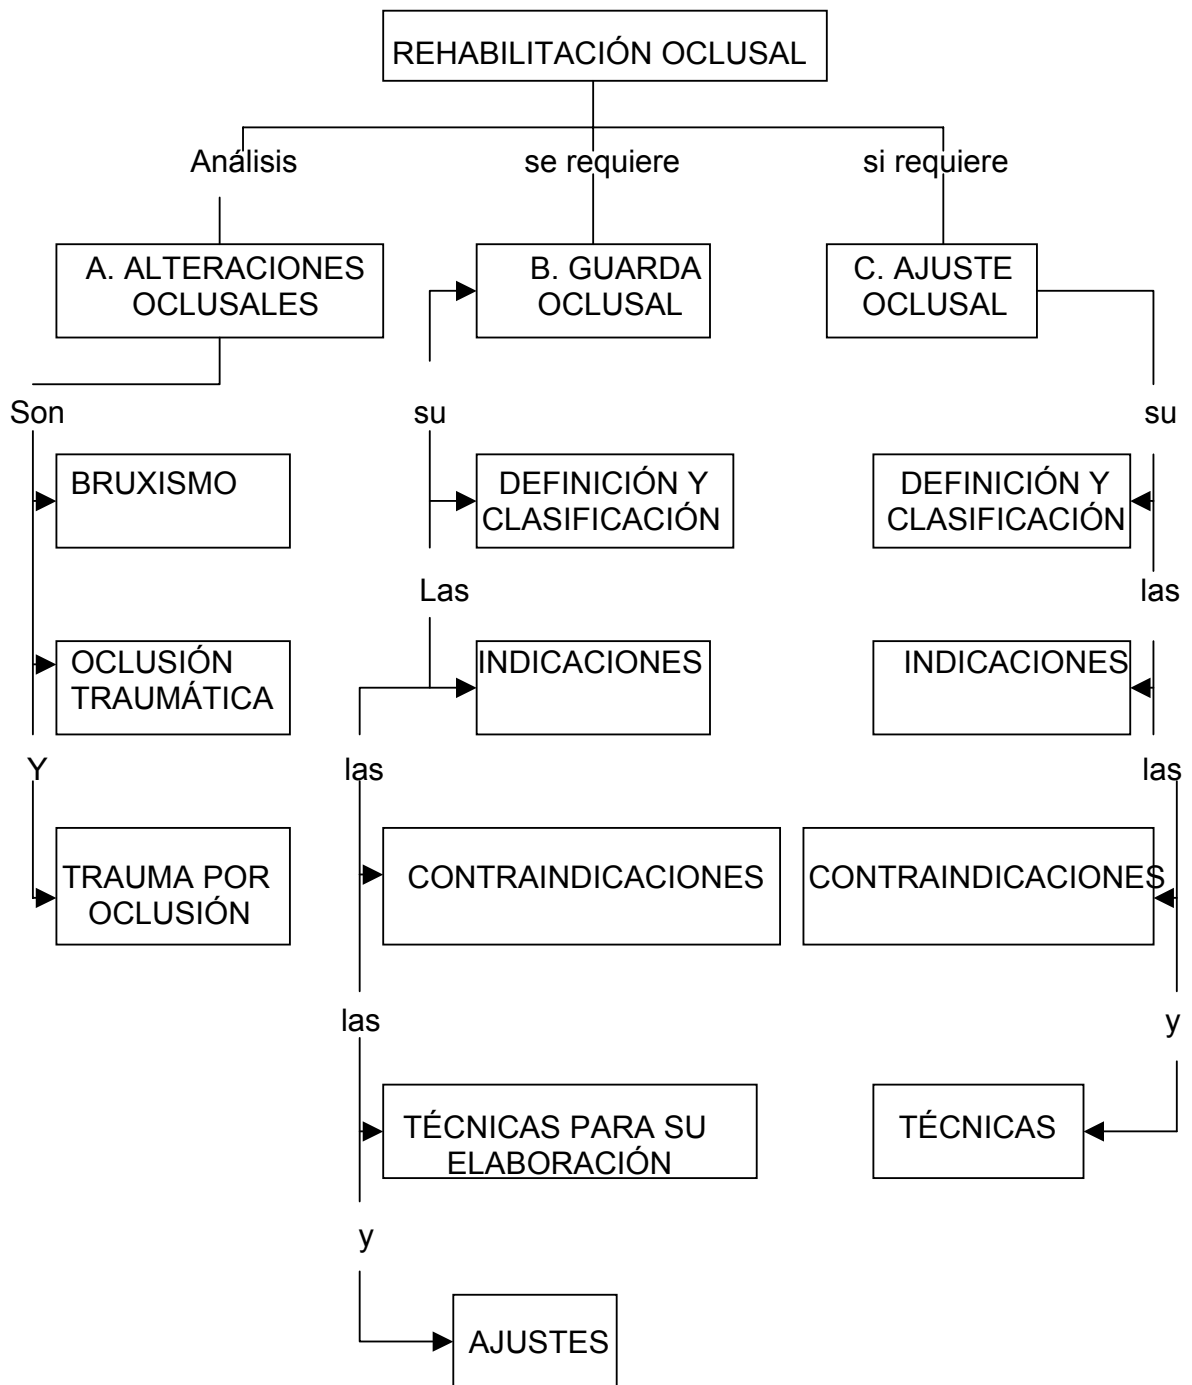 REHABILITACIÓN OCLUSAL
Análisis
se requiere
si requiere
A. ALTERACIONES
OCLUSALES
B. GUARDA
OCLUSAL
C. AJUSTE
OCLUSAL
Son
su
su
BRUXISMO
DEFINICIÓN Y
CLASIFICACIÓN
DEFINICIÓN Y
CLASIFICACIÓN
Las
las
OCLUSIÓN
TRAUMÁTICA
INDICACIONES
INDICACIONES
Y
las
las
TRAUMA POR
OCLUSIÓN
CONTRAINDICACIONES
CONTRAINDICACIONES
las
y
TÉCNICAS PARA SU
ELABORACIÓN
TÉCNICAS
y
AJUSTES